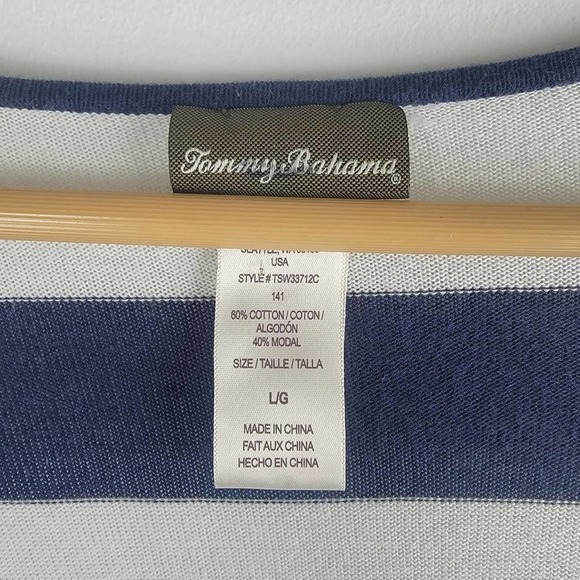 Tommy Bahama®
USA
STYLE # TSW33712C
141
60% COTTON / COTON /
ALGODÓN
40% MODAL
SIZE / TAILLE / TALLA
L/G
MADE IN CHINA
FAIT AUX CHINA
HECHO EN CHINA